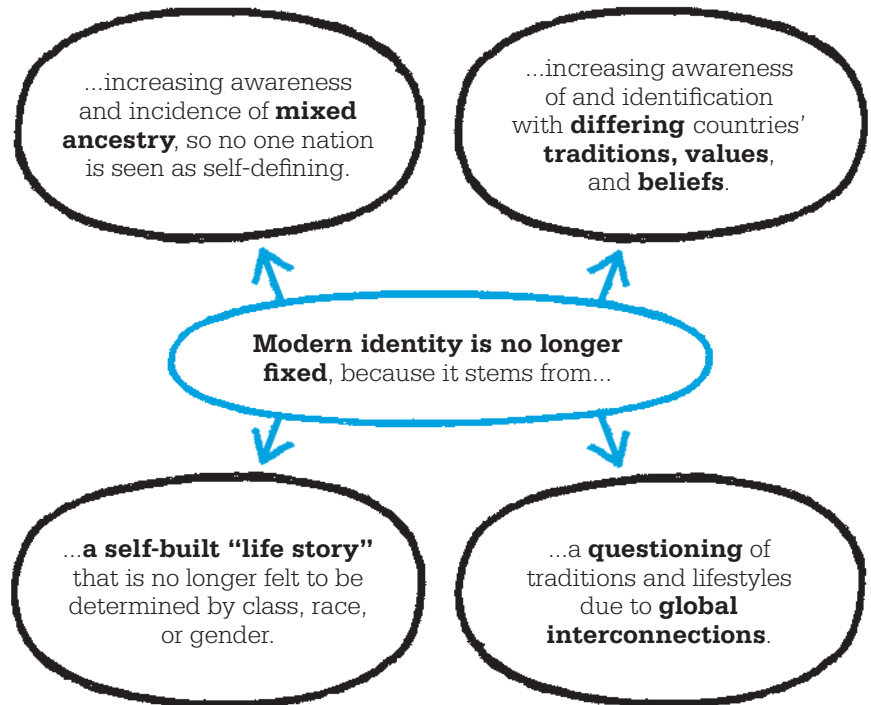 ...increasing awareness
and incidence of mixed
ancestry, so no one nation
is seen as self-defining.
...increasing awareness
of and identification
with differing countries’
traditions, values,
and beliefs.
Modern identity is no longer
fixed, because it stems from...
...a self-built “life story”
that is no longer felt to be
determined by class, race,
or gender.
...a questioning of
traditions and lifestyles
due to global
interconnections.